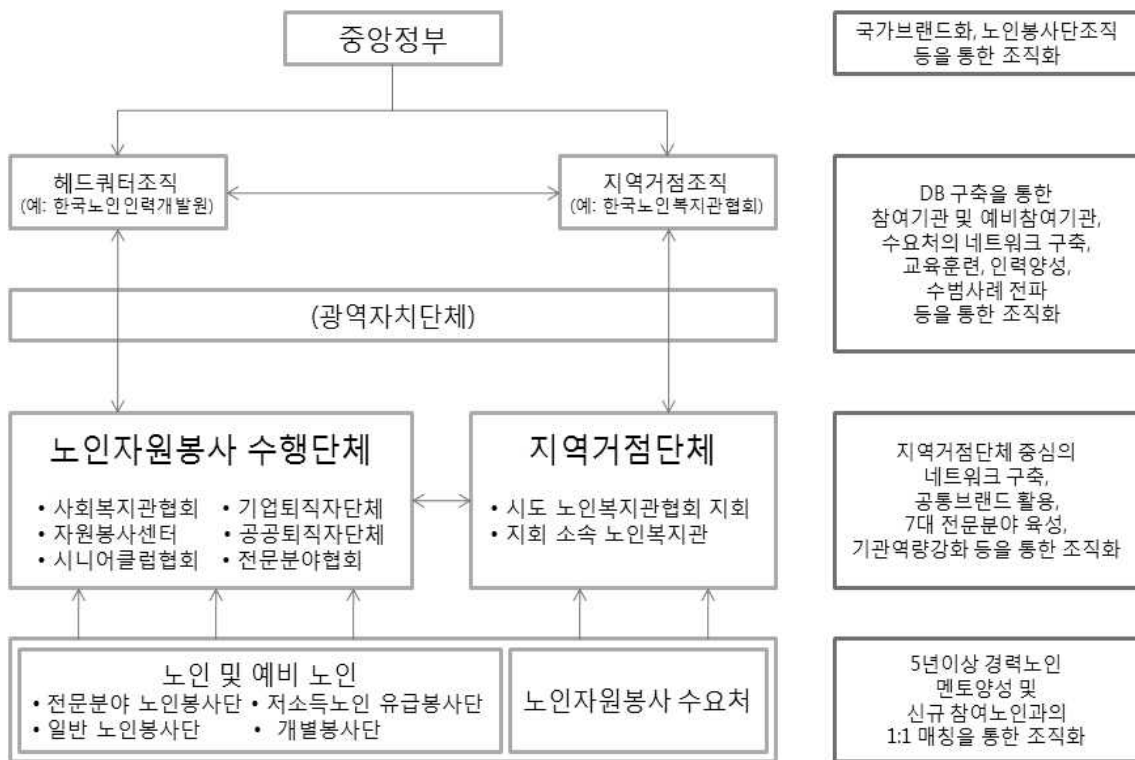 중앙정부
국가브랜드화, 노인봉사단조직
등을 통한 조직화
헤드쿼터조직
(예: 한국노인인력개발원)
지역거점조직
(예: 한국노인복지관협회)
DB 구축을 통한
참여기관 및 예비참여기관,
수요처의 네트워크 구축,
교육훈련, 인력양성,
수범사례 전파
등을 통한 조직화
(광역자치단체)
노인자원봉사 수행단체
• 사회복지관협회 • 기업퇴직자단체
• 자원봉사센터 • 공공퇴직자단체
• 시니어클럽협회 • 전문분야협회
지역거점단체
• 시도 노인복지관협회 지회
• 지회 소속 노인복지관
지역거점단체 중심의
네트워크 구축,
공통브랜드 활용,
7대 전문분야 육성,
기관역량강화 등을 통한 조직화
노인 및 예비 노인
• 전문분야 노인봉사단 • 저소득노인 유급봉사단
• 일반 노인봉사단 • 개별봉사단
노인자원봉사 수요처
5년이상 경력노인
멘토양성 및
신규 참여노인과의
1:1 매칭을 통한 조직화